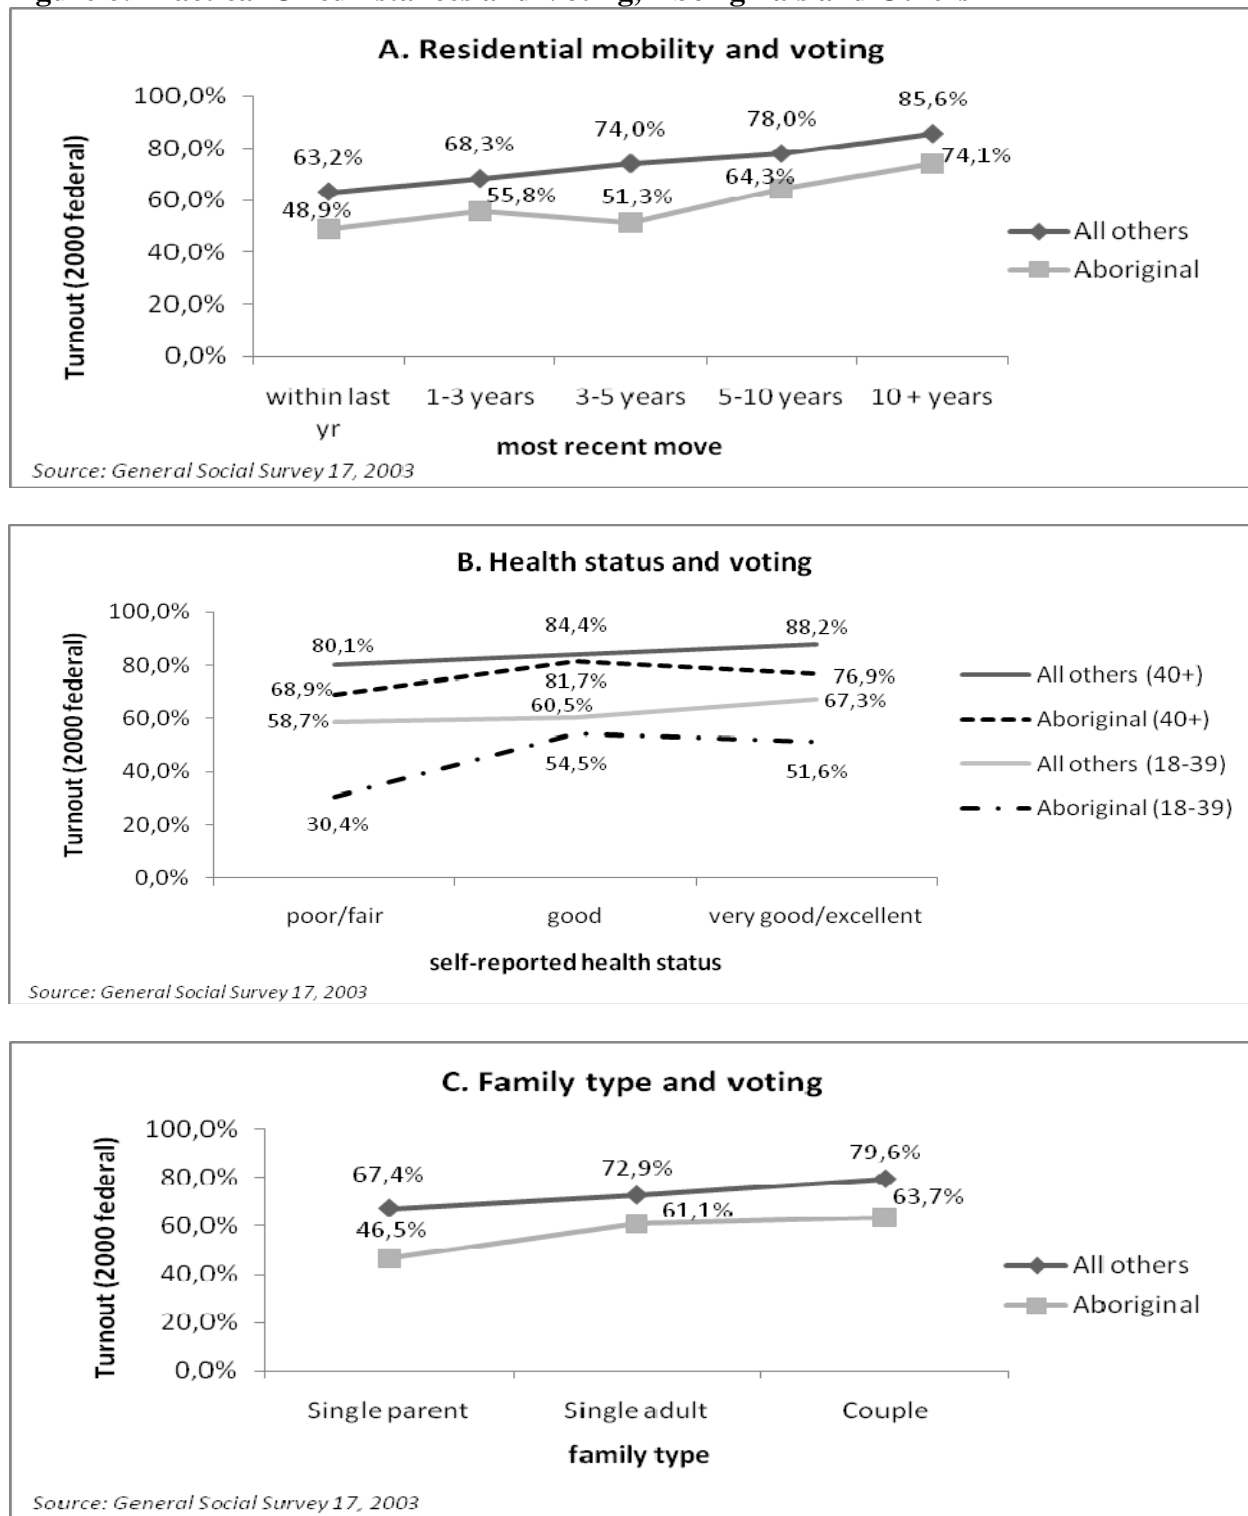 A. Residential mobility and voting
Turnout (2000 federal)
100,0%
80,0%
60,0%
40,0%
20,0%
0,0%
63,2%
68,3%
74,0%
78,0%
85,6%
48,9%
55,8%
51,3%
64,3%
74,1%
All others
Aboriginal
within last yr
1-3 years
3-5 years
5-10 years
10 + years
most recent move
Source: General Social Survey 17, 2003
B. Health status and voting
Turnout (2000 federal)
100,0%
80,0%
60,0%
40,0%
20,0%
0,0%
80,1%
84,4%
88,2%
68,9%
81,7%
76,9%
58,7%
60,5%
67,3%
30,4%
54,5%
51,6%
All others (40+)
Aboriginal (40+)
All others (18-39)
Aboriginal (18-39)
poor/fair
good
very good/excellent
self-reported health status
Source: General Social Survey 17, 2003
C. Family type and voting
Turnout (2000 federal)
100,0%
80,0%
60,0%
40,0%
20,0%
0,0%
67,4%
72,9%
79,6%
46,5%
61,1%
63,7%
All others
Aboriginal
Single parent
Single adult
Couple
family type
Source: General Social Survey 17, 2003